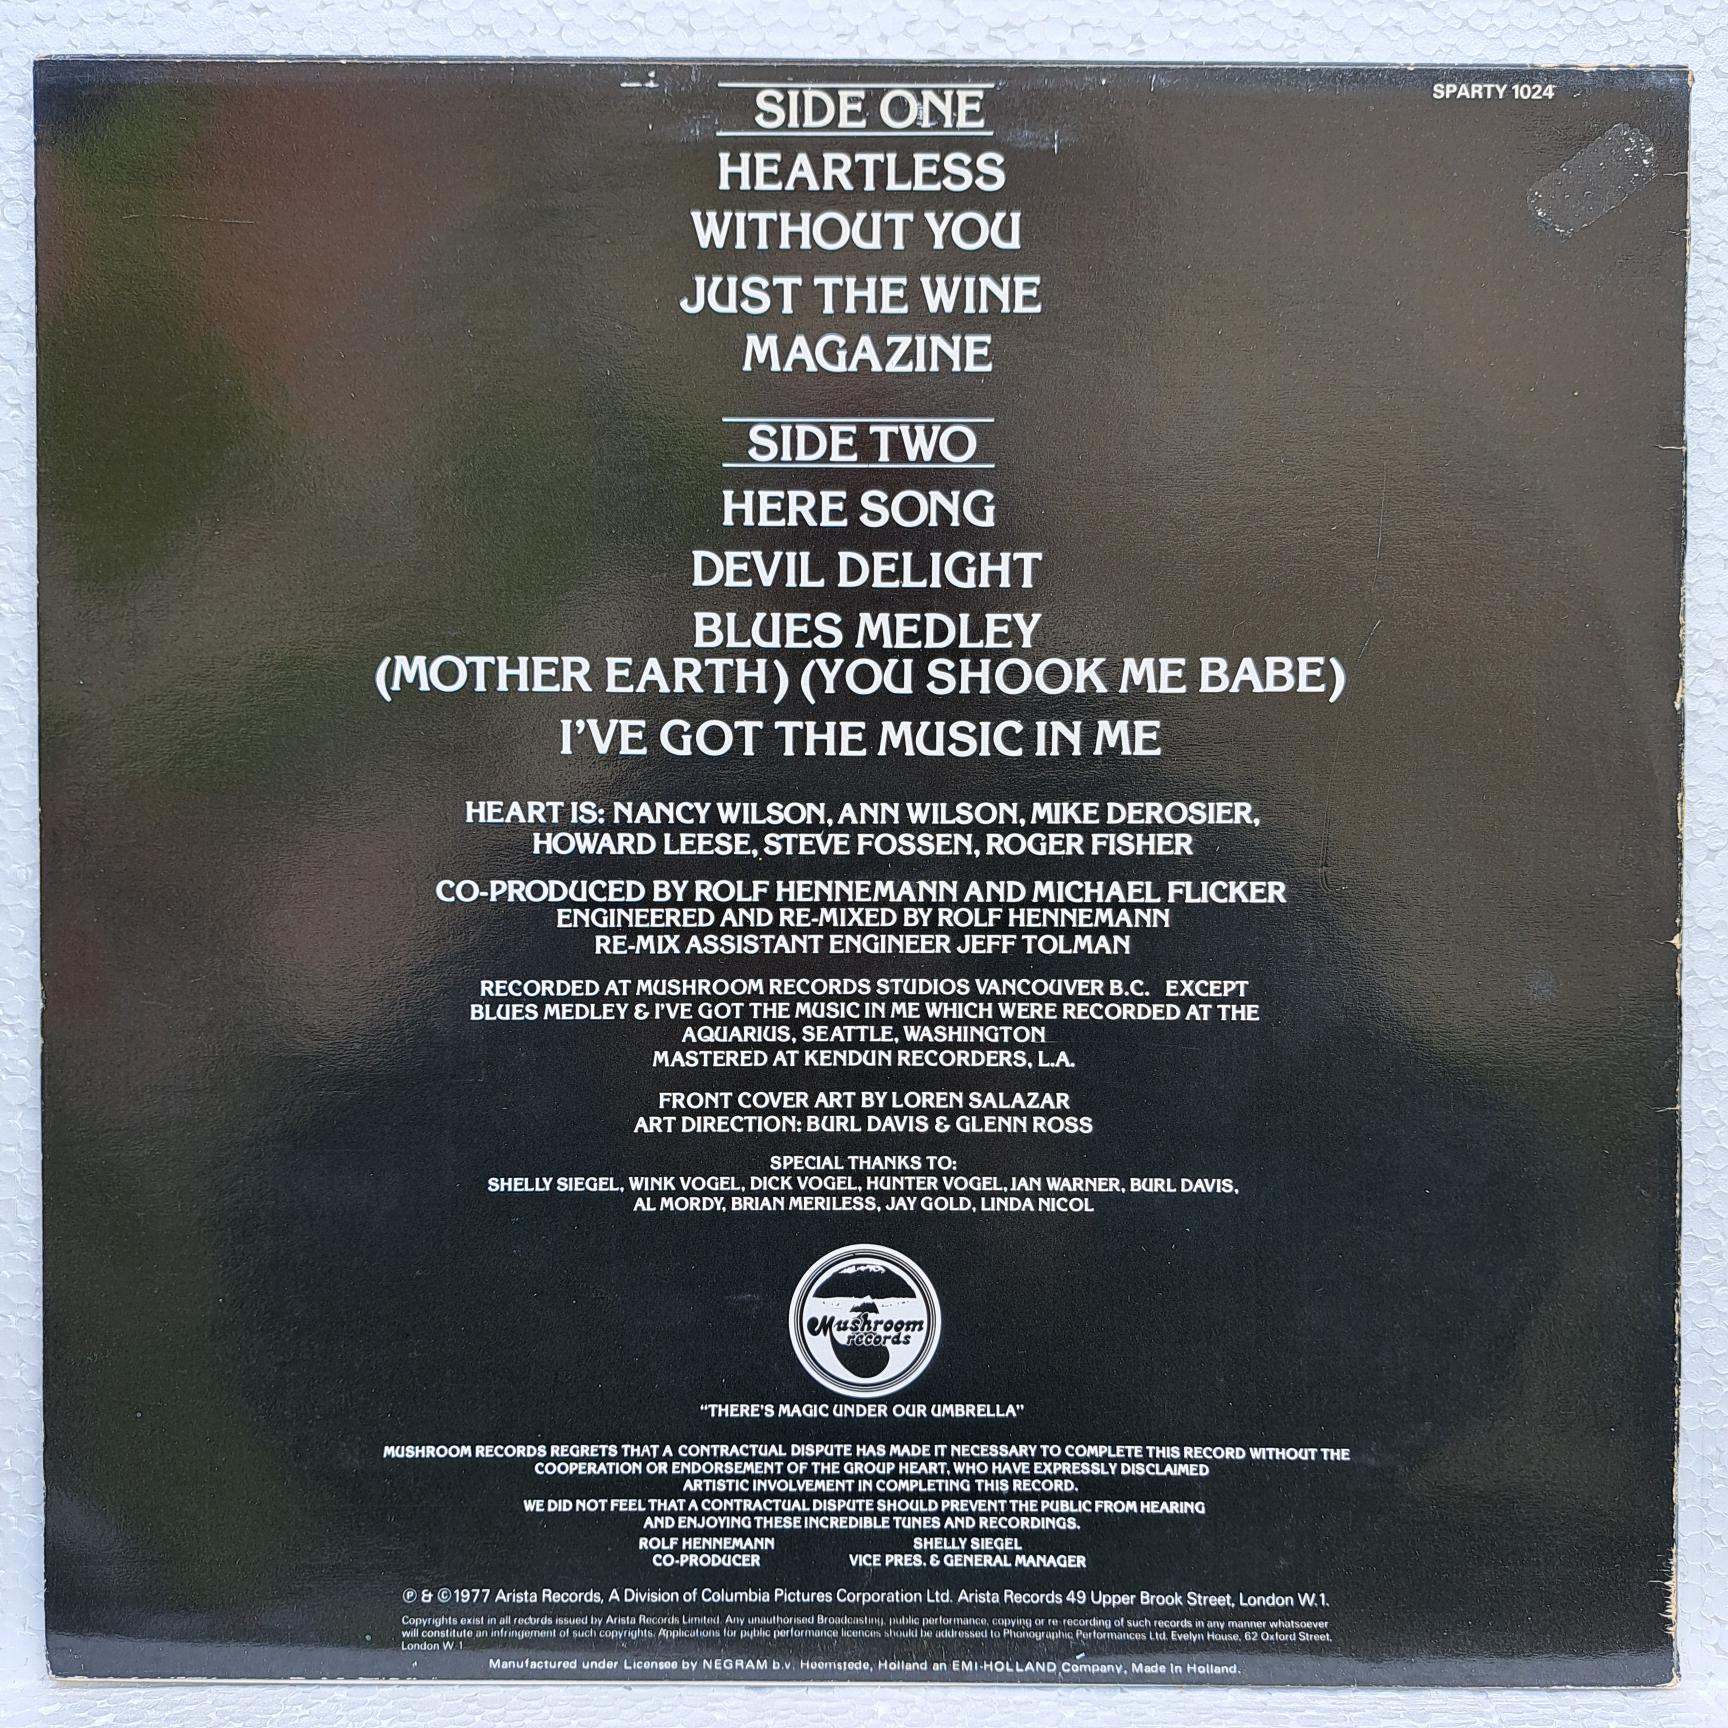 SPARTY 1024
SIDE ONE
HEARTLESS
WITHOUT YOU
JUST THE WINE
MAGAZINE
SIDE TWO
HERE SONG
DEVIL DELIGHT
BLUES MEDLEY
(MOTHER EARTH) (YOU SHOOK ME BABE)
I'VE GOT THE MUSIC IN ME
HEART IS: NANCY WILSON, ANN WILSON, MIKE DEROSIER,
HOWARD LEESE, STEVE FOSSEN, ROGER FISHER
CO-PRODUCED BY ROLF HENNEMANN AND MICHAEL FLICKER
ENGINEERED AND RE-MIXED BY ROLF HENNEMANN
RE-MIX ASSISTANT ENGINEER JEFF TOLMAN
RECORDED AT MUSHROOM RECORDS STUDIOS VANCOUVER B.C. EXCEPT
BLUES MEDLEY & I'VE GOT THE MUSIC IN ME WHICH WERE RECORDED AT THE
AQUARIUS, SEATTLE, WASHINGTON
MASTERED AT KENDUN RECORDERS, L.A.
FRONT COVER ART BY LOREN SALAZAR
ART DIRECTION: BURL DAVIS & GLENN ROSS
SPECIAL THANKS TO:
SHELLY SIEGEL, WINK VOGEL, DICK VOGEL, HUNTER VOGEL, IAN WARNER, BURL DAVIS,
AL MORDY, BRIAN MERILESS, JAY GOLD, LINDA NICOL
Mushroom
records
"THERE'S MAGIC UNDER OUR UMBRELLA"
MUSHROOM RECORDS REGRETS THAT A CONTRACTUAL DISPUTE HAS MADE IT NECESSARY TO COMPLETE THIS RECORD WITHOUT THE
COOPERATION OR ENDORSEMENT OF THE GROUP HEART, WHO HAVE EXPRESSLY DISCLAIMED
ARTISTIC INVOLVEMENT IN COMPLETING THIS RECORD.
WE DID NOT FEEL THAT A CONTRACTUAL DISPUTE SHOULD PREVENT THE PUBLIC FROM HEARING
AND ENJOYING THESE INCREDIBLE TUNES AND RECORDINGS.
ROLF HENNEMANN SHELLY SIEGEL
CO-PRODUCER VICE PRES. & GENERAL MANAGER
℗ & © 1977 Arista Records, A Division of Columbia Pictures Corporation Ltd. Arista Records 49 Upper Brook Street, London W.1.
Copyrights exist in all records issued by Arista Records Limited. Any unauthorised Broadcasting, public performance, copying or re-recording of such records in any manner whatsoever
will constitute an infringement of such copyrights. Applications for public performance licences should be addressed to Phonographic Performances Ltd. Evelyn House, 62 Oxford Street,
London W.1
Manufactured under Licensee by NEGRAM b.v. Heemstede, Holland an EMI-HOLLAND Company, Made in Holland.